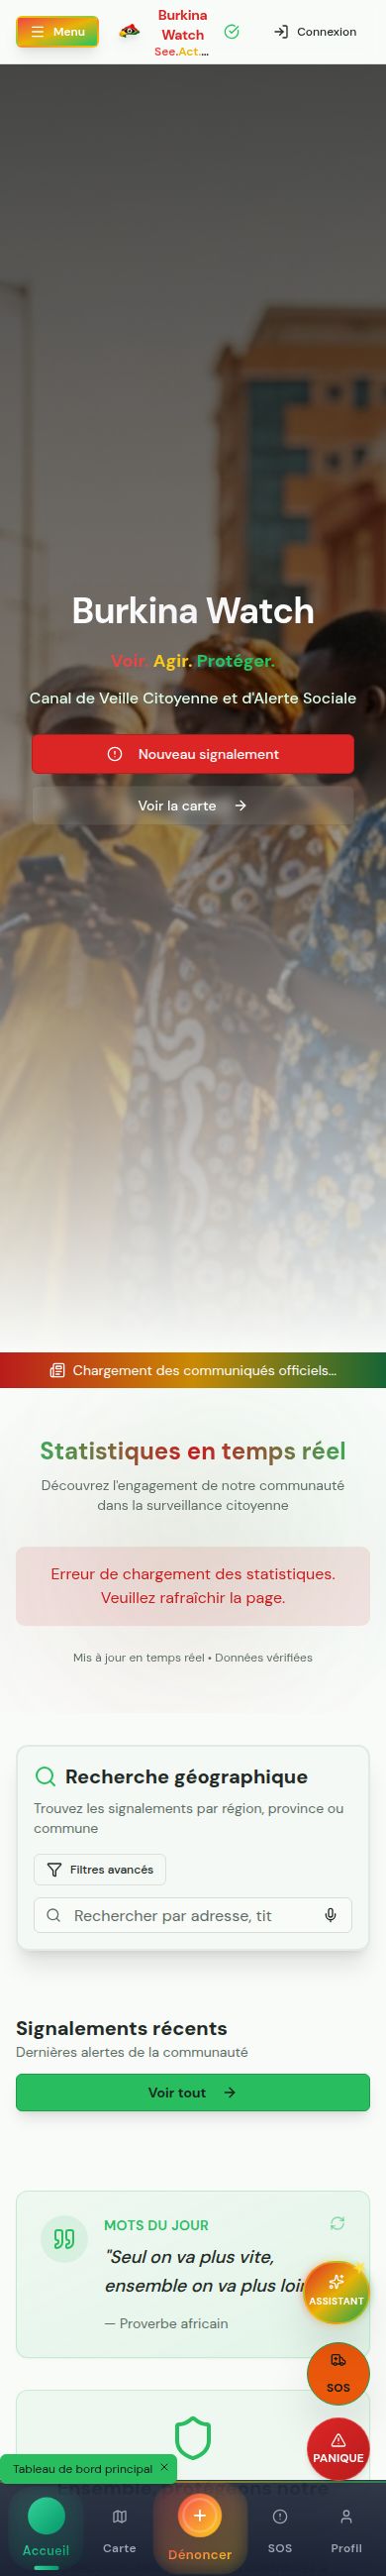 Menu
Burkina
Watch
See.Act....
Connexion
Burkina Watch
Voir. Agir. Protéger.
Canal de Veille Citoyenne et d'Alerte Sociale
Nouveau signalement
Voir la carte
Chargement des communiqués officiels...
Statistiques en temps réel
Découvrez l'engagement de notre communauté
dans la surveillance citoyenne
Erreur de chargement des statistiques.
Veuillez rafraîchir la page.
Mis à jour en temps réel • Données vérifiées
Recherche géographique
Trouvez les signalements par région, province ou
commune
Filtres avancés
Rechercher par adresse, tit
Signalements récents
Dernières alertes de la communauté
Voir tout
MOTS DU JOUR
"Seul on va plus vite,
ensemble on va plus loin
— Proverbe africain
ASSISTANT
SOS
PANIQUE
Tableau de bord principal
Ensemble, protégeons notre
Accueil
Carte
Dénoncer
SOS
Profil